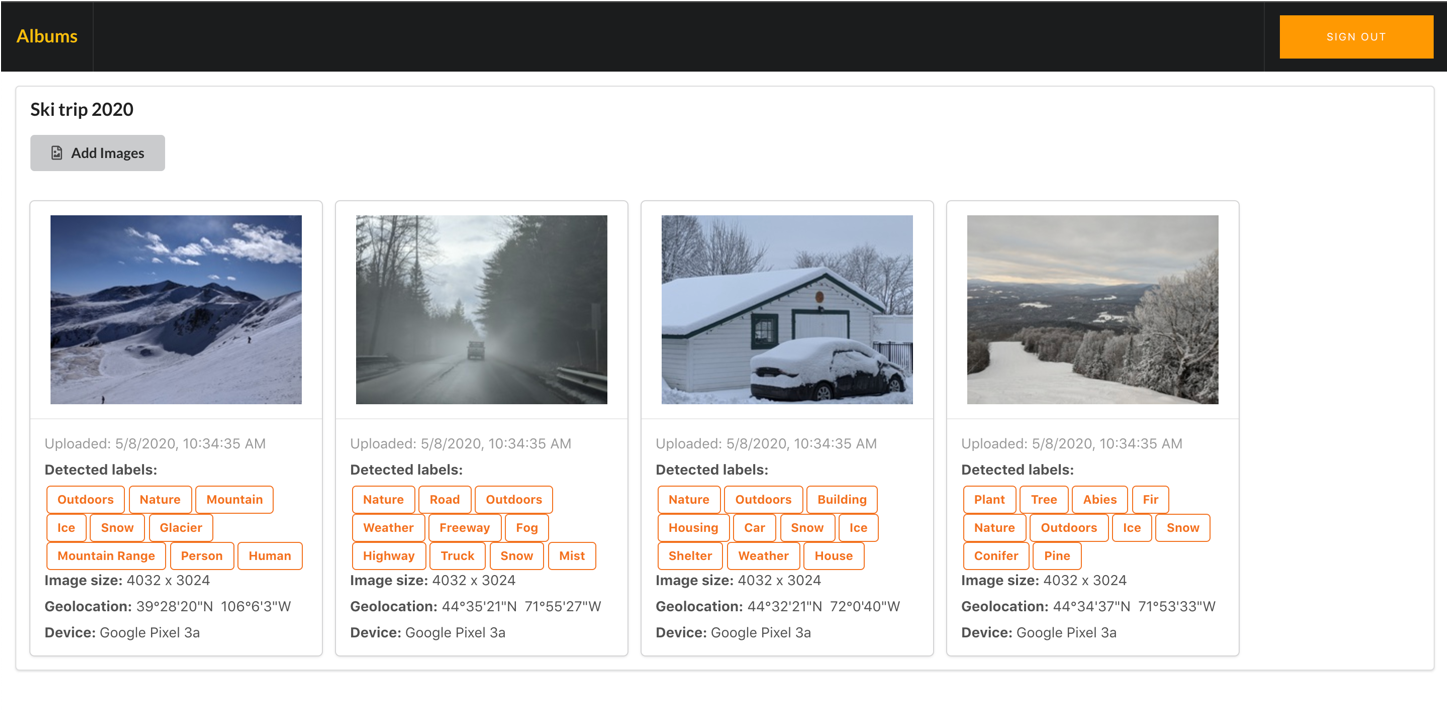 Albums
SIGN OUT
Ski trip 2020
Add Images
Uploaded: 5/8/2020, 10:34:35 AM
Detected labels:
Outdoors Nature Mountain
Ice Snow Glacier
Mountain Range Person Human
Image size: 4032 x 3024
Geolocation: 39°28'20"N 106°6'3"W
Device: Google Pixel 3a
Uploaded: 5/8/2020, 10:34:35 AM
Detected labels:
Nature Road Outdoors
Weather Freeway Fog
Highway Truck Snow Mist
Image size: 4032 x 3024
Geolocation: 44°35'21"N 71°55'27"W
Device: Google Pixel 3a
Uploaded: 5/8/2020, 10:34:35 AM
Detected labels:
Nature Outdoors Building
Housing Car Snow Ice
Shelter Weather House
Image size: 4032 x 3024
Geolocation: 44°32'21"N 72°0'40"W
Device: Google Pixel 3a
Uploaded: 5/8/2020, 10:34:35 AM
Detected labels:
Plant Tree Abies Fir
Nature Outdoors Ice Snow
Conifer Pine
Image size: 4032 x 3024
Geolocation: 44°34'37"N 71°53'33"W
Device: Google Pixel 3a